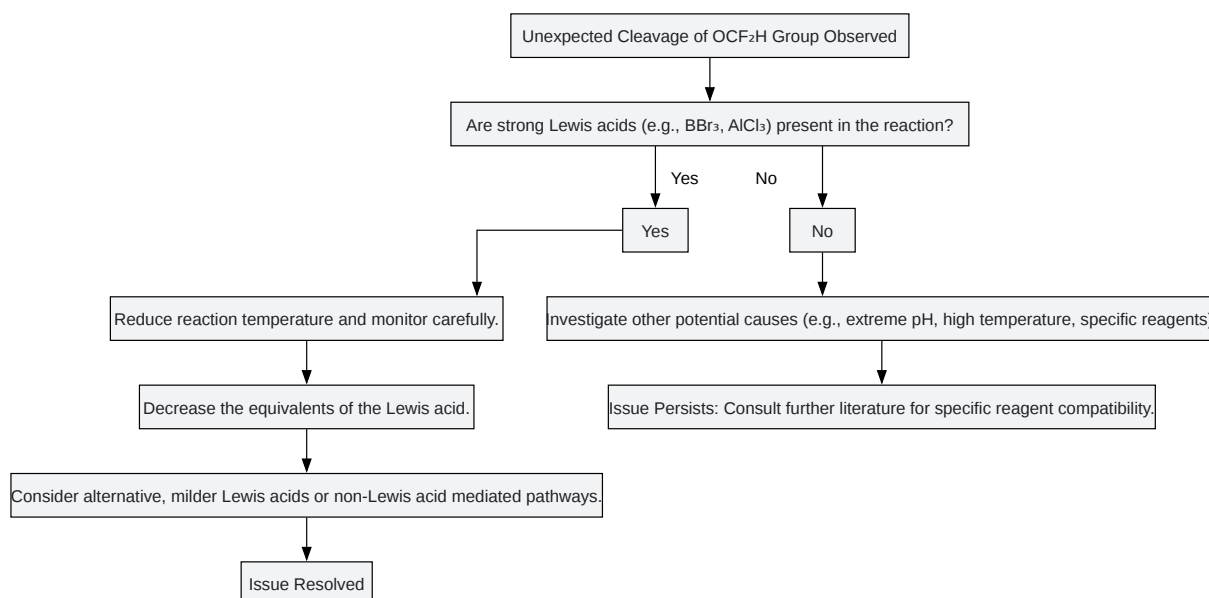 Unexpected Cleavage of OCF₂H Group Observed
Are strong Lewis acids (e.g., BBr₃, AlCl₃) present in the reaction?
Yes
No
Yes
No
Reduce reaction temperature and monitor carefully.
Investigate other potential causes (e.g., extreme pH, high temperature, specific reagents)
Decrease the equivalents of the Lewis acid.
Issue Persists: Consult further literature for specific reagent compatibility.
Consider alternative, milder Lewis acids or non-Lewis acid mediated pathways.
Issue Resolved